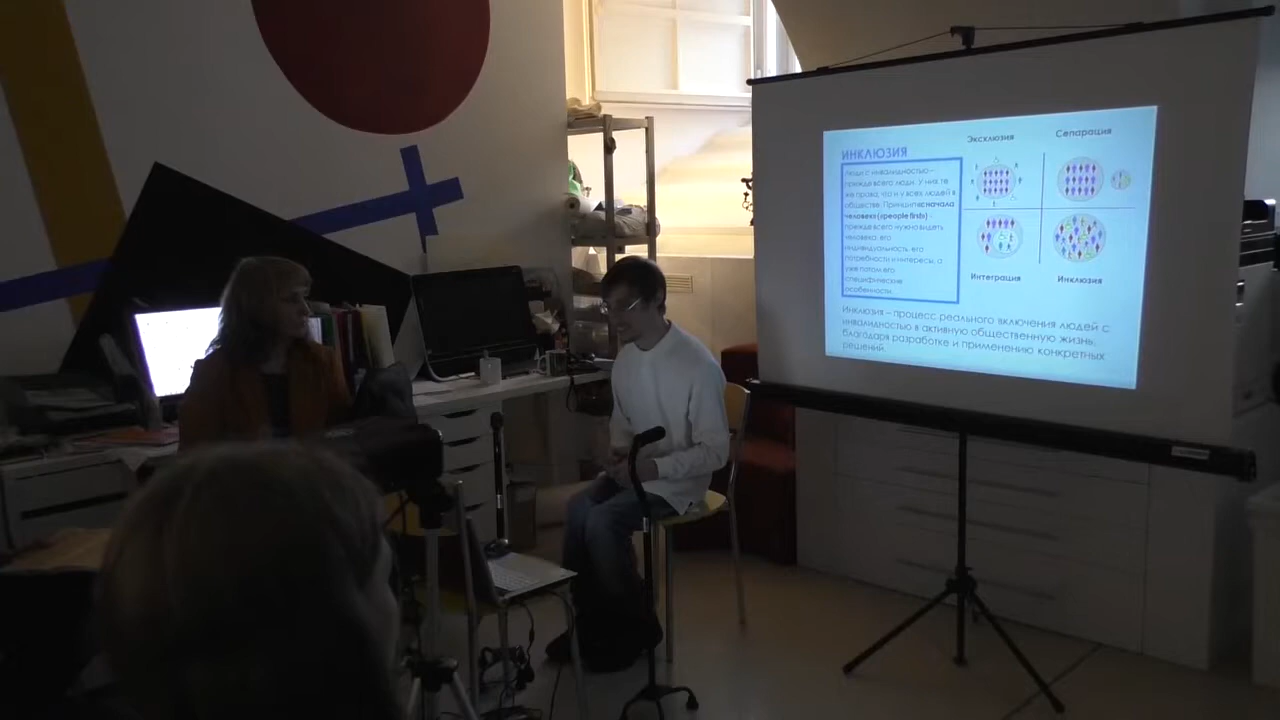 ИНКЛЮЗИЯ
Люди с инвалидностью –
прежде всего люди. У них те
же права, что и у всех людей в
обществе. Принцип «сначала
человек» (people first) -
прежде всего нужно видеть
человека, его
индивидуальность, его
потребности и интересы, а
уже потом его
специфические
особенности.
Эксклюзия
Сепарация
Интеграция
Инклюзия
Инклюзия – процесс реального включения людей с
инвалидностью в активную общественную жизнь,
благодаря разработке и применению конкретных
решений.